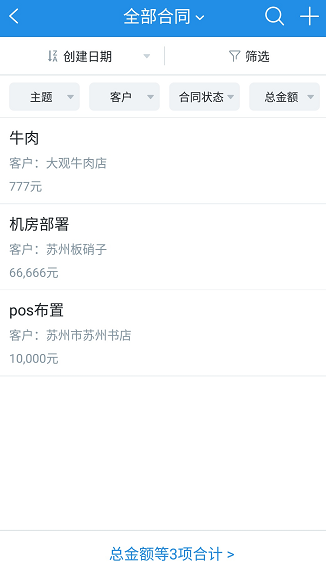 全部合同
创建日期
筛选
主题 客户 合同状态 总金额
牛肉
客户：大观牛肉店
777元
机房部署
客户：苏州板硝子
66,666元
pos布置
客户：苏州市苏州书店
10,000元
总金额等3项合计 >